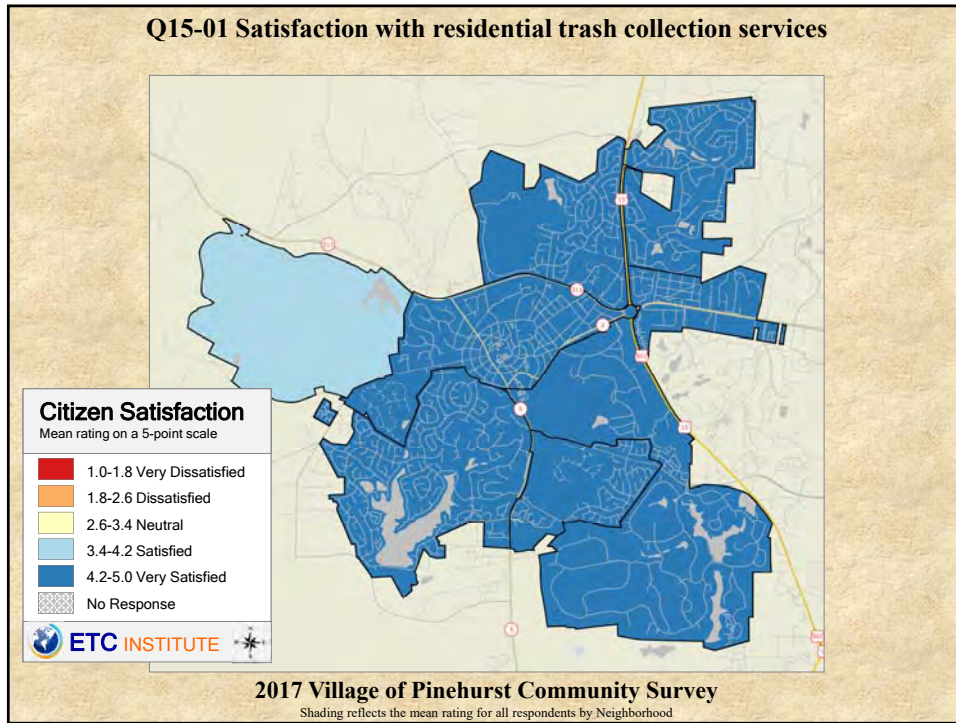 Q15-01 Satisfaction with residential trash collection services
Citizen Satisfaction
Mean rating on a 5-point scale
1.0-1.8 Very Dissatisfied
1.8-2.6 Dissatisfied
2.6-3.4 Neutral
3.4-4.2 Satisfied
4.2-5.0 Very Satisfied
No Response
ETC INSTITUTE
2017 Village of Pinehurst Community Survey
Shading reflects the mean rating for all respondents by Neighborhood